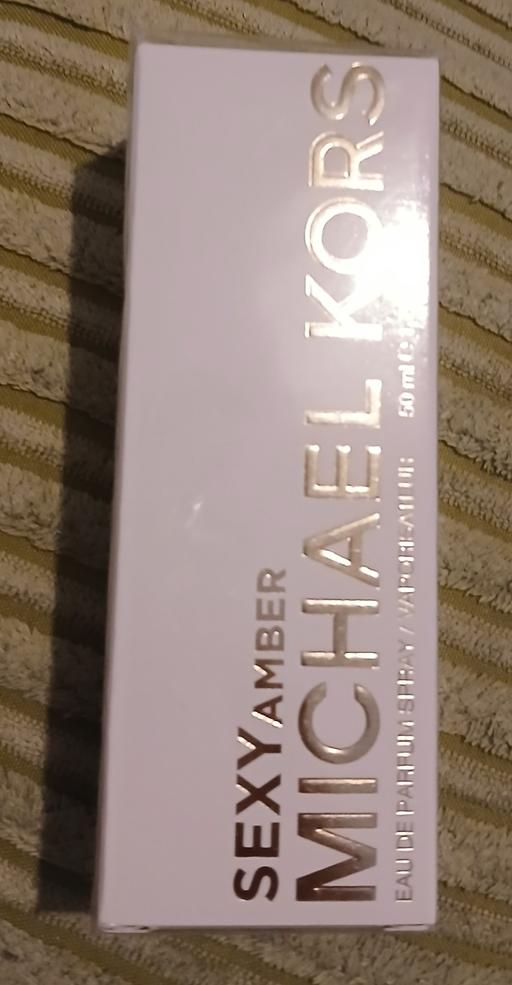 SEXY AMBER
MICHAEL KORS
EAU DE PARFUM SPRAY / VAPORISATEUR 50 ml e